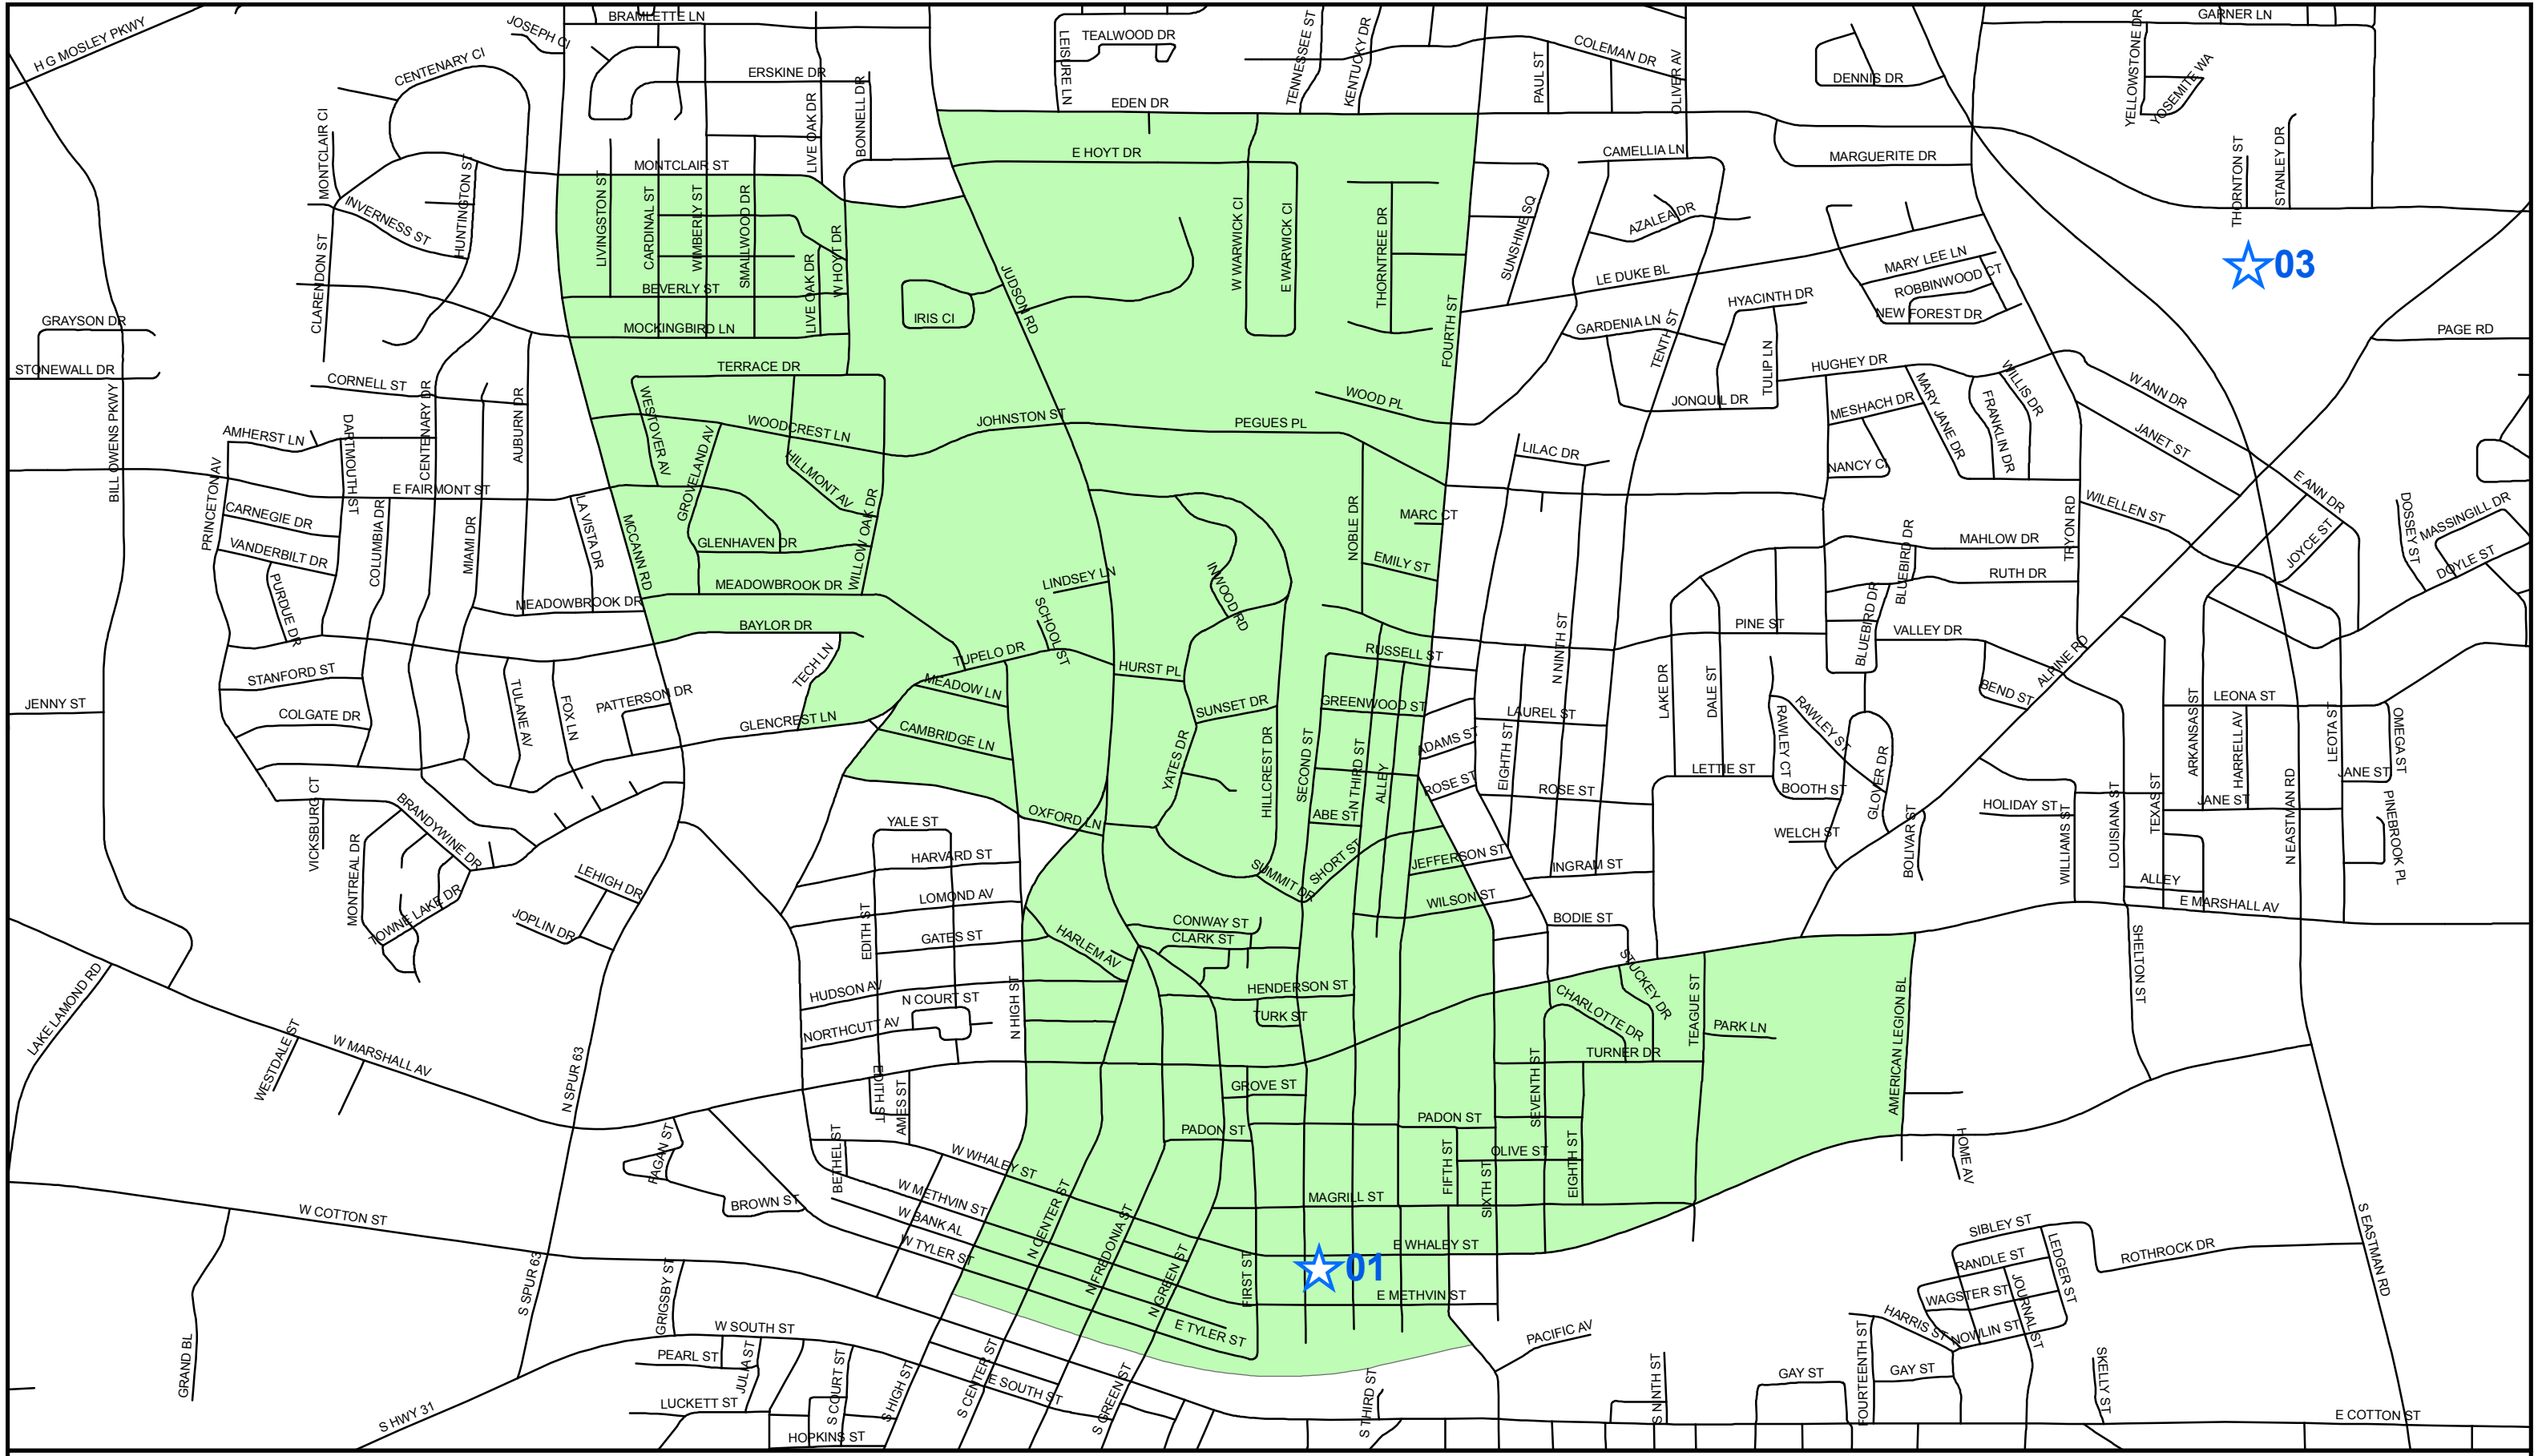 H G MOSLEY PKWY
JOSEPH CI
BRAMLETTE LN
LEISURE LN
TEALWOOD DR
TENNESSEE ST
KENTUCKY DR
PAUL ST
COLEMAN DR
OLIVER AV
DENNIS DR
YELLOWSTONE DR
YOSEMITE WA
GARNER LN
CENTENARY CI
ERSKINE DR
LIVE OAK DR
BONNELL DR
EDEN DR
MONTCLAIR CI
HUNTINGTON ST
MONTCLAIR ST
E HOYT DR
CAMELLIA LN
MARGUERITE DR
THORNTON ST
STANLEY DR
INVERNESS ST
CLARENDON ST
LIVINGSTON ST
CARDINAL ST
WIMBERLY ST
SMALLWOOD DR
LIVE OAK DR
W HOYT DR
JUDSON RD
W WARWICK CI
E WARWICK CI
THORNTREE DR
FOURTH ST
SUNSHINE SQ
AZALEA DR
LE DUKE BL
MARY LEE LN
ROBBINWOOD CT
NEW FOREST DR
03
BEVERLY ST
MOCKINGBIRD LN
IRIS CI
GARDENIA LN
TENTH ST
HYACINTH DR
TULIP LN
PAGE RD
GRAYSON DR
STONEWALL DR
BILL OWENS PKWY
CORNELL ST
CENTENARY DR
AUBURN DR
TERRACE DR
WESTOVER AV
WOODCREST LN
JOHNSTON ST
PEGUES PL
WOOD PL
JONQUIL DR
HUGHEY DR
MESHACH DR
MARY JANE DR
FRANKLIN DR
WILLIS DR
W ANN DR
JANET ST
E ANN DR
AMHERST LN
DARTMOUTH ST
PRINCETON AV
E FAIRMONT ST
GROVELAND AV
HILLMONT AV
LILAC DR
NANCY CI
WILELLEN ST
TRYON RD
JOYCE ST
DOSSEY ST
MASSINGILL DR
DOYLE ST
CARNEGIE DR
VANDERBILT DR
PURDUE DR
COLUMBIA DR
MIAMI DR
LA VISTA DR
MCCANN RD
GLENHAVEN DR
WILLOW OAK DR
NOBLE DR
MARC CT
EMILY ST
BLUEBIRD DR
MAHLOW DR
RUTH DR
MEADOWBROOK DR
MEADOWBROOK DR
LINDSEY LN
INWOOD RD
SCHOOL ST
BAYLOR DR
TUPELO DR
TECH LN
HURST PL
RUSSELL ST
N NINTH ST
PINE ST
BLUEBIRD DR
VALLEY DR
ALPINE RD
STANFORD ST
JENNY ST
COLGATE DR
TULANE AV
FOX LN
PATTERSON DR
GLENCREST LN
MEADOW LN
CAMBRIDGE LN
SUNSET DR
GREENWOOD ST
ADAMS ST
LAUREL ST
LAKE DR
DALE ST
RAWLEY CT
RAWLEY ST
GLOVER DR
BEND ST
LEONA ST
ARKANSAS ST
HARRELL AV
LEOTA ST
OMEGA ST
YATES DR
HILLCREST DR
SECOND ST
N THIRD ST
ALLEY
ROSE ST
EIGHTH ST
ROSE ST
LETTIE ST
BOOTH ST
WELCH ST
HOLIDAY ST
WILLIAMS ST
LOUISIANA ST
TEXAS ST
JANE ST
JANE ST
N EASTMAN RD
PINEBROOK PL
VICKSBURG CT
BRANDYWINE DR
MONTREAL DR
TOWNE LAKE DR
LEHIGH DR
JOPLIN DR
OXFORD LN
YALE ST
HARVARD ST
LOMOND AV
GATES ST
EDITH ST
ABE ST
SHORT ST
SUMMIT DR
JEFFERSON ST
WILSON ST
INGRAM ST
BODIE ST
BOLIVAR ST
ALLEY
E MARSHALL AV
CONWAY ST
CLARK ST
HARLEM AV
HUDSON AV
N COURT ST
NORTHCUTT AV
N HIGH ST
HENDERSON ST
TURK ST
CHARLOTTE DR
STUCKEY DR
TEAGUE ST
PARK LN
TURNER DR
AMERICAN LEGION BL
SHELTON ST
LAKE LAMOND RD
WESTDALE ST
W MARSHALL AV
N SPUR 63
EDITH ST
AMES ST
GROVE ST
PADON ST
PADON ST
SEVENTH ST
FAGAN ST
BETHEL ST
BROWN ST
W WHALEY ST
W METHVIN ST
W BANK AL
W TYLER ST
FIFTH ST
SIXTH ST
OLIVE ST
EIGHTH ST
HOME AV
MAGRILL ST
W COTTON ST
N CENTER ST
N FREDONIA ST
N GREEN ST
FIRST ST
E WHALEY ST
01
E METHVIN ST
E TYLER ST
S SPUR 63
GRIGSBY ST
GRAND BL
SIBLEY ST
RANDLE ST
WAGSTER ST
LEDGER ST
JOURNAL ST
ROTHROCK DR
S EASTMAN RD
HARRIS ST
NOWLIN ST
PACIFIC AV
W SOUTH ST
PEARL ST
JULIA ST
LUCKETT ST
S COURT ST
HOPKINS ST
S HIGH ST
S CENTER ST
E SOUTH ST
S GREEN ST
S THIRD ST
S NINTH ST
GAY ST
FOURTEENTH ST
GAY ST
SKELLY ST
S HWY 31
E COTTON ST